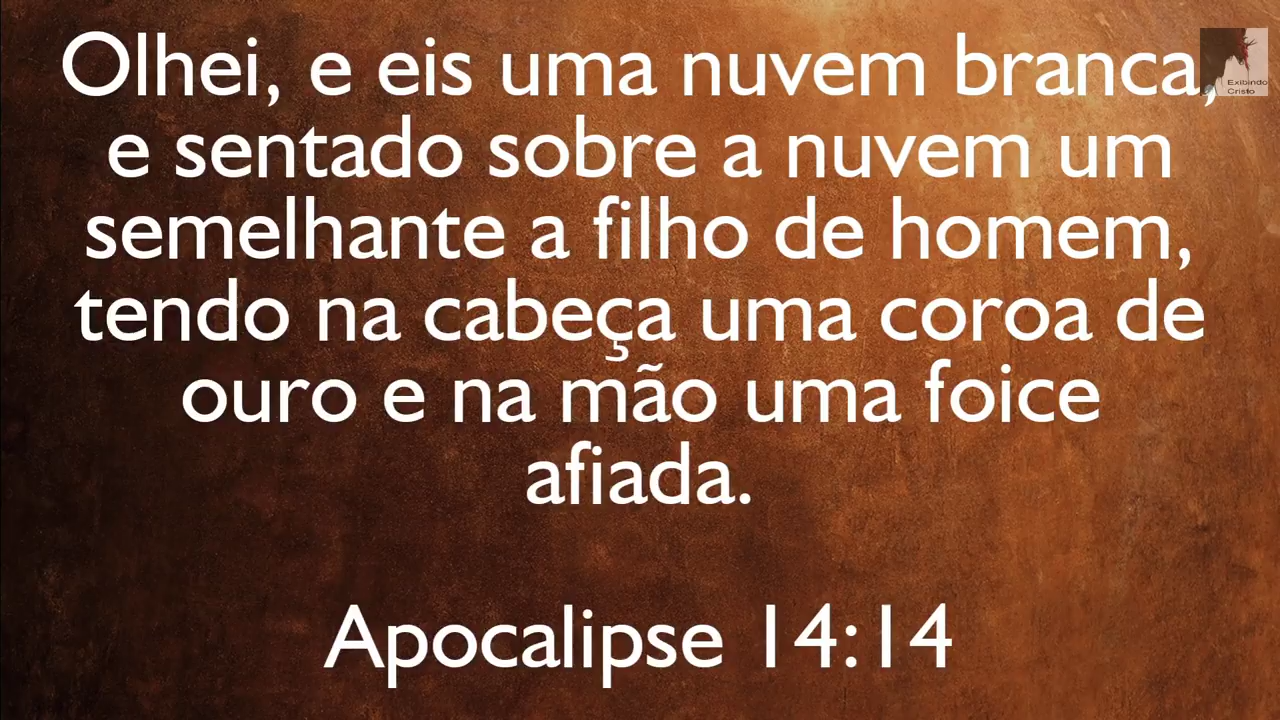 Olhei, e eis uma nuvem branca,
e sentado sobre a nuvem um
semelhante a filho de homem,
tendo na cabeça uma coroa de
ouro e na mão uma foice
afiada.
Apocalipse 14:14
Exibindo
Cristo